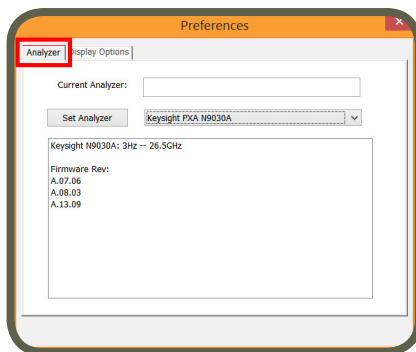 Preferences
Analyzer
Display Options
Current Analyzer:
Set Analyzer
Keysight PXA N9030A
Keysight N9030A: 3Hz -- 26.5GHz
Firmware Rev:
A.07.06
A.08.03
A.13.09